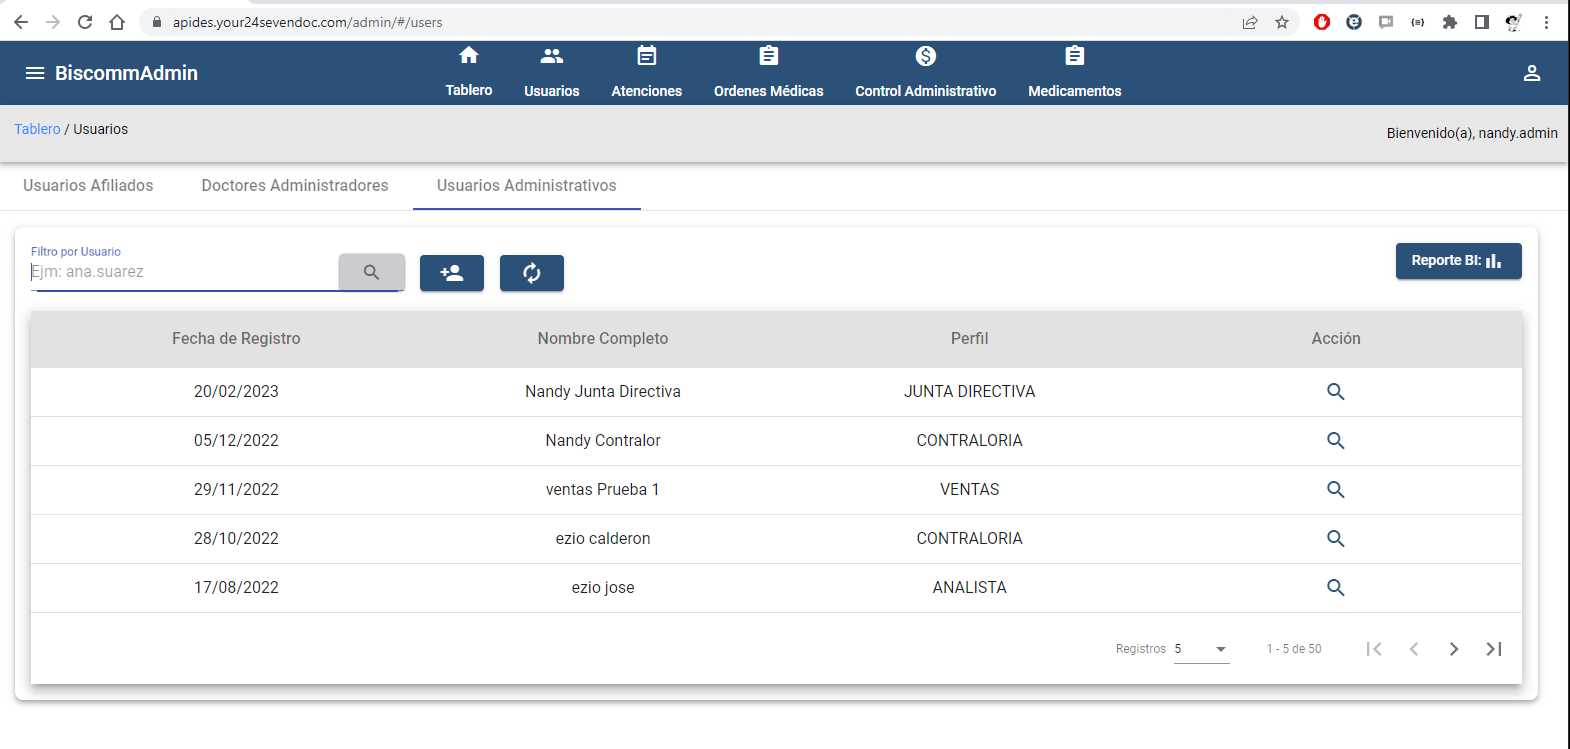 apides.your24sevendoc.com/admin/#/users
BiscommAdmin
Tablero
Usuarios
Atenciones
Ordenes Médicas
Control Administrativo
Medicamentos
Tablero / Usuarios
Bienvenido(a), nandy.admin
Usuarios Afiliados
Doctores Administradores
Usuarios Administrativos
Filtro por Usuario
Ejm: ana.suarez
Reporte BI:
Fecha de Registro Nombre Completo Perfil Acción
20/02/2023 Nandy Junta Directiva JUNTA DIRECTIVA
05/12/2022 Nandy Contralor CONTRALORIA
29/11/2022 ventas Prueba 1 VENTAS
28/10/2022 ezio calderon CONTRALORIA
17/08/2022 ezio jose ANALISTA
Registros 5 1 - 5 de 50